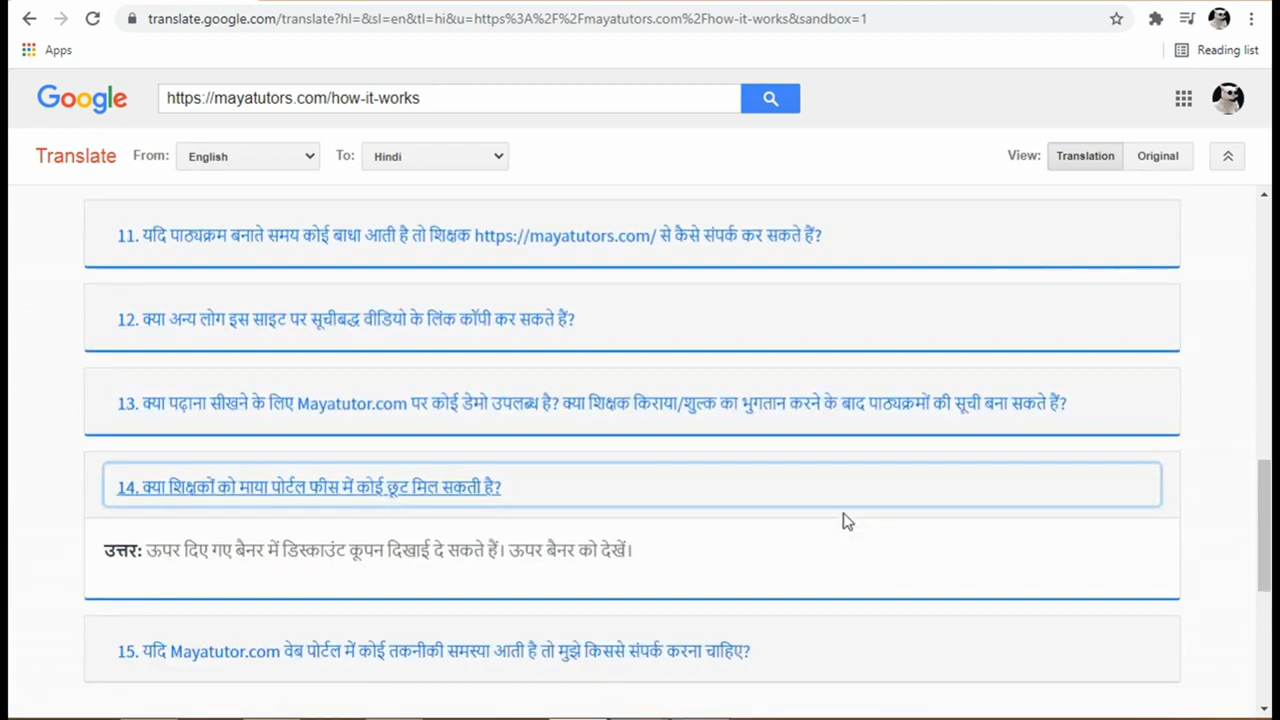 translate.google.com/translate?hl=&sl=en&tl=hi&u=https%3A%2F%2Fmayatutors.com%2Fhow-it-works&sandbox=1
Apps
Reading list
Google
https://mayatutors.com/how-it-works
Translate
From:
English
To:
Hindi
View:
Translation
Original
11. यदि पाठ्यक्रम बनाते समय कोई बाधा आती है तो शिक्षक https://mayatutors.com/ से कैसे संपर्क कर सकते हैं?
12. क्या अन्य लोग इस साइट पर सूचीबद्ध वीडियो के लिंक कॉपी कर सकते हैं?
13. क्या पढ़ाना सीखने के लिए Mayatutor.com पर कोई डेमो उपलब्ध है? क्या शिक्षक किराया/शुल्क का भुगतान करने के बाद पाठ्यक्रमों की सूची बना सकते हैं?
14. क्या शिक्षकों को माया पोर्टल फीस में कोई छूट मिल सकती है?
उत्तर: ऊपर दिए गए बैनर में डिस्काउंट कूपन दिखाई दे सकते हैं। ऊपर बैनर को देखें।
15. यदि Mayatutor.com वेब पोर्टल में कोई तकनीकी समस्या आती है तो मुझे किससे संपर्क करना चाहिए?